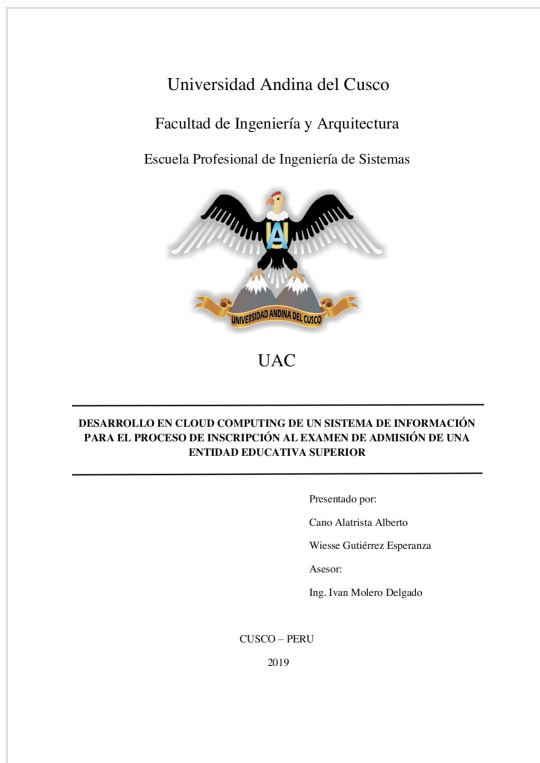 Universidad Andina del Cusco
Facultad de Ingeniería y Arquitectura
Escuela Profesional de Ingeniería de Sistemas
UA
UNIVERSIDAD ANDINA DEL CUSCO
UAC
DESARROLLO EN CLOUD COMPUTING DE UN SISTEMA DE INFORMACIÓN
PARA EL PROCESO DE INSCRIPCIÓN AL EXAMEN DE ADMISIÓN DE UNA
ENTIDAD EDUCATIVA SUPERIOR
Presentado por:
Cano Alatrista Alberto
Wiesse Gutiérrez Esperanza
Asesor:
Ing. Ivan Molero Delgado
CUSCO – PERU
2019